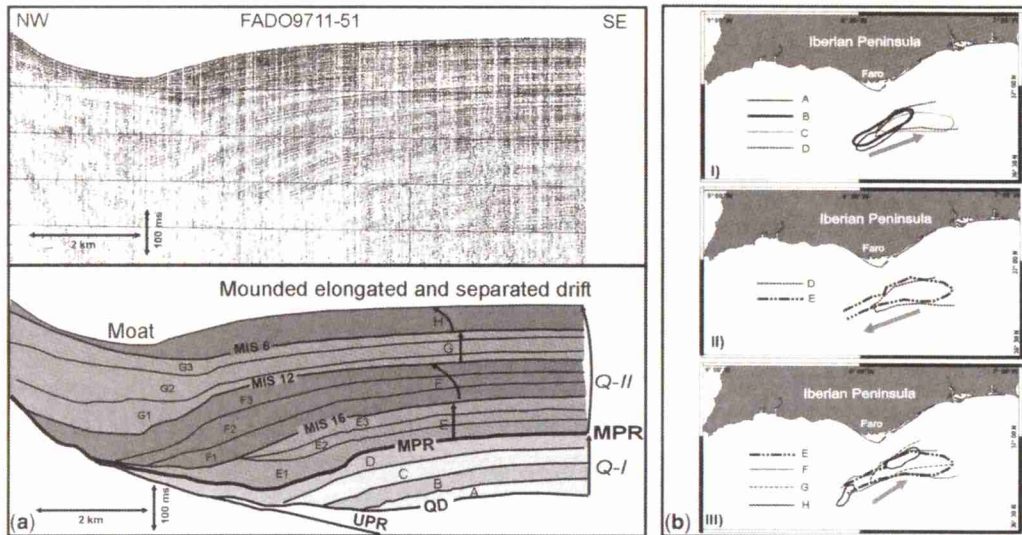 NW FADO9711-51 SE
2 km
100 ms
Mounded elongated and separated drift
Moat
H
MIS 6
G3
G
G2
MIS 12
G1
F3
F
Q-II
F2
MIS 16
E3
E
F1
E2
MPR
MPR
E1
D
Q-I
C
B
A
QD
UPR
2 km
100 ms
(a)
(b)
Iberian Peninsula
Faro
A
B
C
D
I)
Iberian Peninsula
Faro
D
E
II)
Iberian Peninsula
Faro
E
F
G
H
III)